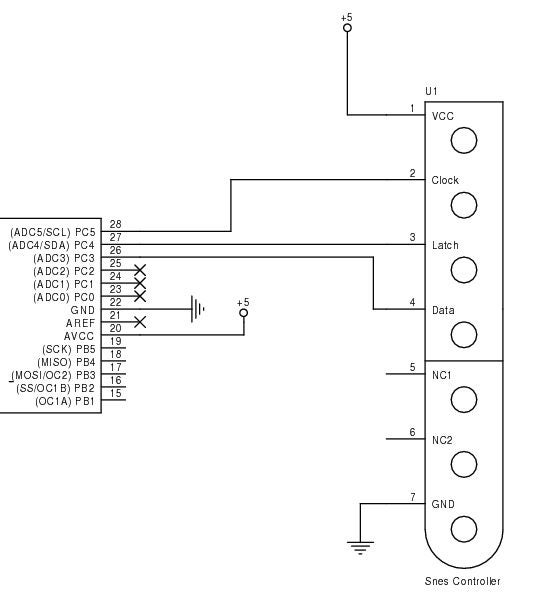 +5
U1
1 VCC
2 Clock
(ADC5/SCL) PC5 28
(ADC4/SDA) PC4 27 3 Latch
(ADC3) PC3 26
(ADC2) PC2 25
(ADC1) PC1 24
(ADC0) PC0 23
GND 22 +5 4 Data
AREF 21
AVCC 20
(SCK) PB5 19
(MISO) PB4 18
(MOSI/OC2) PB3 17 5 NC1
(SS/OC1B) PB2 16
(OC1A) PB1 15
6 NC2
7 GND
Snes Controller